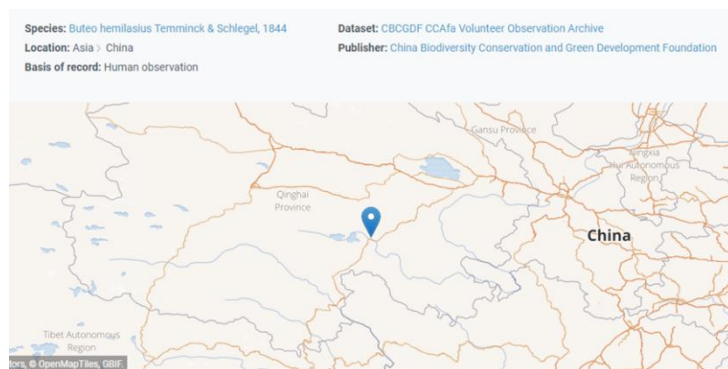 Species: Buteo hemilasius Temminck & Schlegel, 1844
Location: Asia > China
Basis of record: Human observation
Dataset: CBCGDF CCAfa Volunteer Observation Archive
Publisher: China Biodiversity Conservation and Green Development Foundation
Gansu Province
Ningxia
Hui Autonomous
Region
Qinghai
Province
China
Tibet Autonomous
Region
tors, © OpenMapTiles, GBIF.